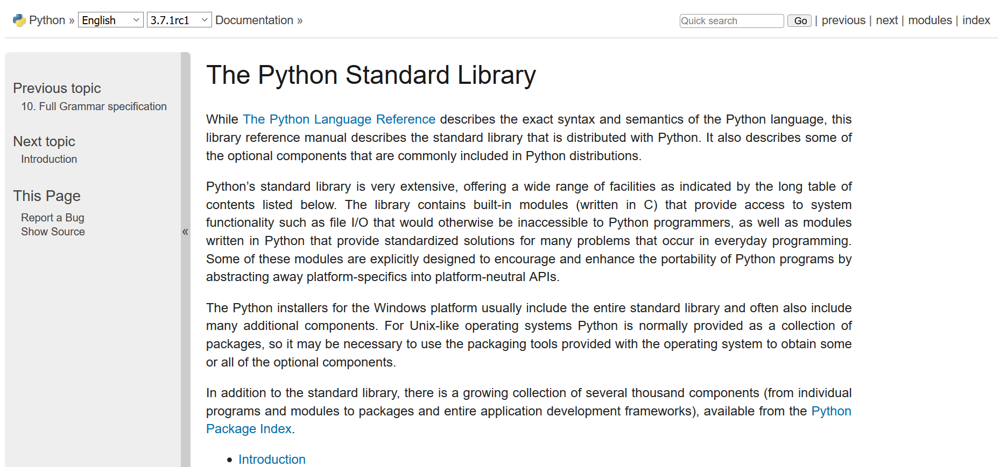 Python » English 3.7.1rc1 Documentation » Quick search Go | previous | next | modules | index
Previous topic
10. Full Grammar specification
Next topic
Introduction
This Page
Report a Bug
Show Source
«
The Python Standard Library
While The Python Language Reference describes the exact syntax and semantics of the Python language, this
library reference manual describes the standard library that is distributed with Python. It also describes some of
the optional components that are commonly included in Python distributions.
Python’s standard library is very extensive, offering a wide range of facilities as indicated by the long table of
contents listed below. The library contains built-in modules (written in C) that provide access to system
functionality such as file I/O that would otherwise be inaccessible to Python programmers, as well as modules
written in Python that provide standardized solutions for many problems that occur in everyday programming.
Some of these modules are explicitly designed to encourage and enhance the portability of Python programs by
abstracting away platform-specifics into platform-neutral APIs.
The Python installers for the Windows platform usually include the entire standard library and often also include
many additional components. For Unix-like operating systems Python is normally provided as a collection of
packages, so it may be necessary to use the packaging tools provided with the operating system to obtain some
or all of the optional components.
In addition to the standard library, there is a growing collection of several thousand components (from individual
programs and modules to packages and entire application development frameworks), available from the Python
Package Index.
• Introduction